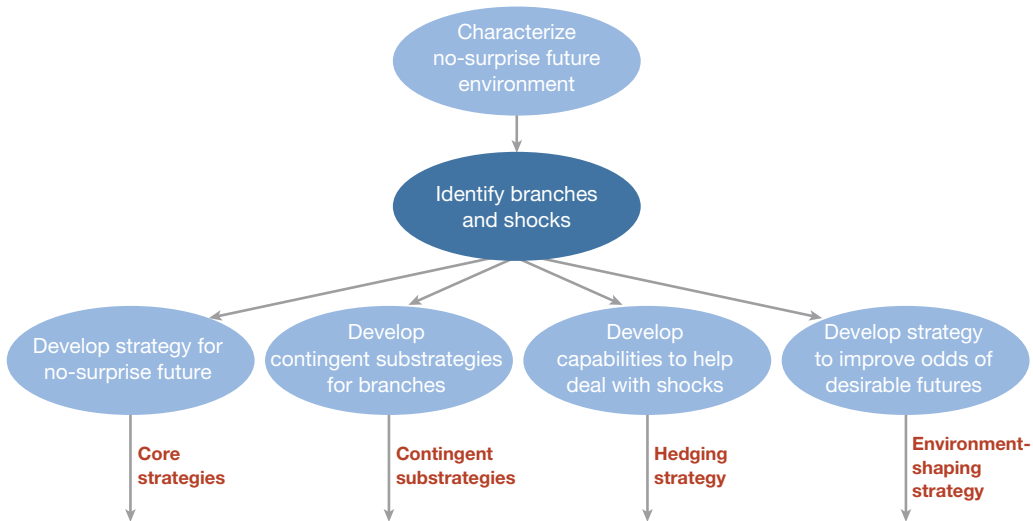 Characterize
no-surprise future
environment
Identify branches
and shocks
Develop strategy for
no-surprise future
Develop
contingent substrategies
for branches
Develop
capabilities to help
deal with shocks
Develop strategy
to improve odds of
desirable futures
Core
strategies
Contingent
substrategies
Hedging
strategy
Environment-
shaping
strategy